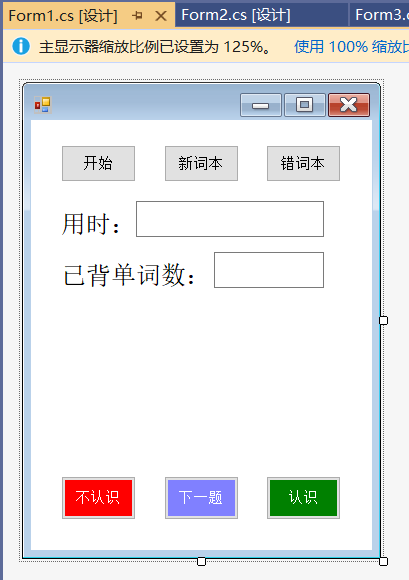 Form1.cs [设计] Form2.cs [设计] Form3.c
主显示器缩放比例已设置为 125%。 使用 100% 缩放比
开始 新词本 错词本
用时：
已背单词数：
不认识 下一题 认识